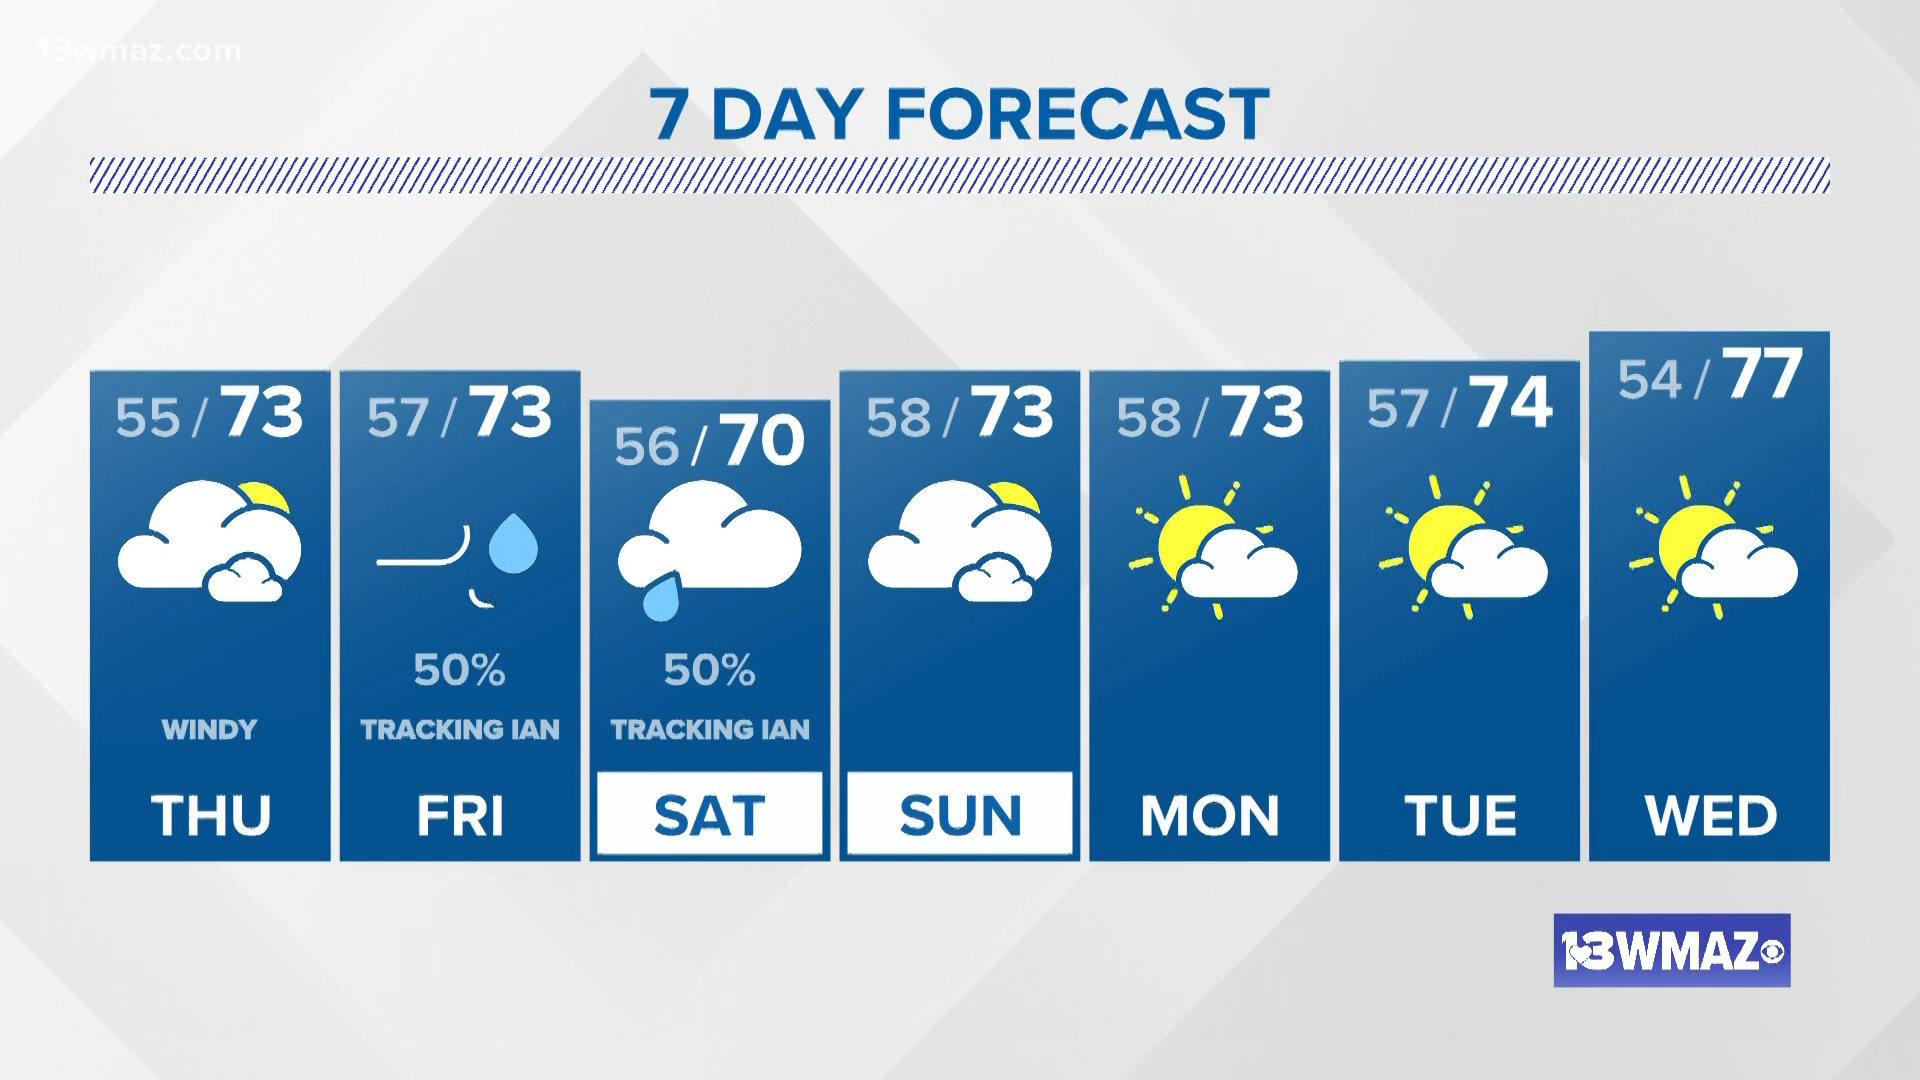 13wmaz.com
7 DAY FORECAST
55 / 73
57 / 73
56 / 70
58 / 73
58 / 73
57 / 74
54 / 77
50%
50%
WINDY
TRACKING IAN
TRACKING IAN
THU
FRI
SAT
SUN
MON
TUE
WED
13WMAZ